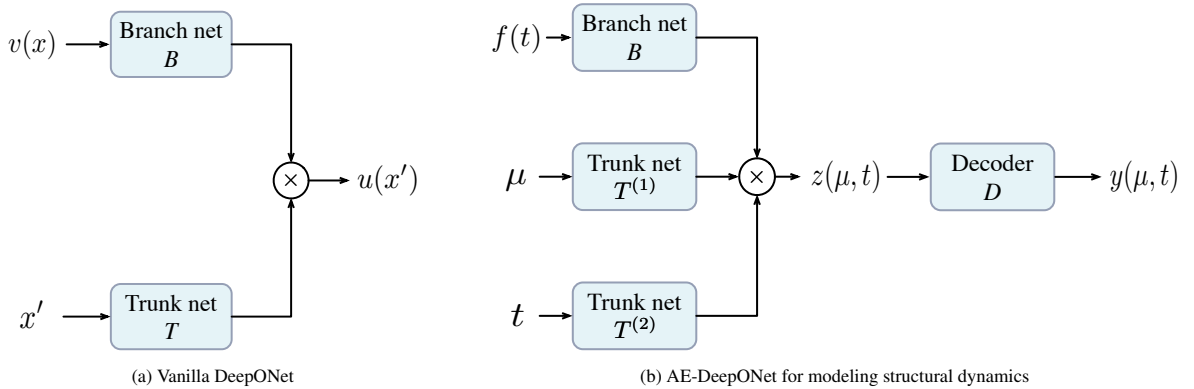 v(x)
Branch net
B
×
u(x′)
x′
Trunk net
T
(a) Vanilla DeepONet
f(t)
Branch net
B
μ
Trunk net
T^(1)
×
z(μ, t)
Decoder
D
y(μ, t)
t
Trunk net
T^(2)
(b) AE-DeepONet for modeling structural dynamics